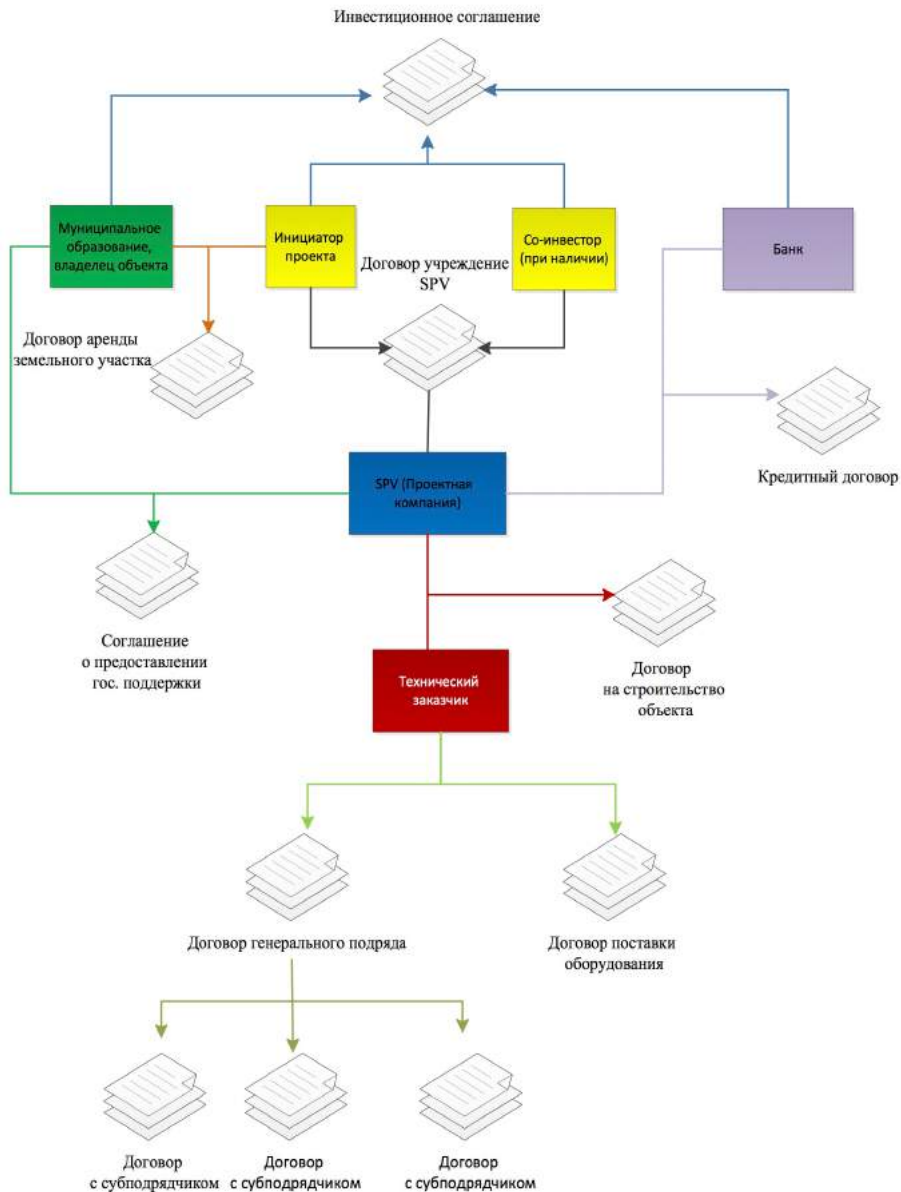 Инвестиционное соглашение
Муниципальное
образование,
владелец объекта
Инициатор
проекта
Договор учреждение
SPV
Со-инвестор
(при наличии)
Банк
Договор аренды
земельного участка
SPV (Проектная
компания)
Кредитный договор
Соглашение
о предоставлении
гос. поддержки
Технический
заказчик
Договор
на строительство
объекта
Договор генерального подряда
Договор поставки
оборудования
Договор
с субподрядчиком
Договор
с субподрядчиком
Договор
с субподрядчиком